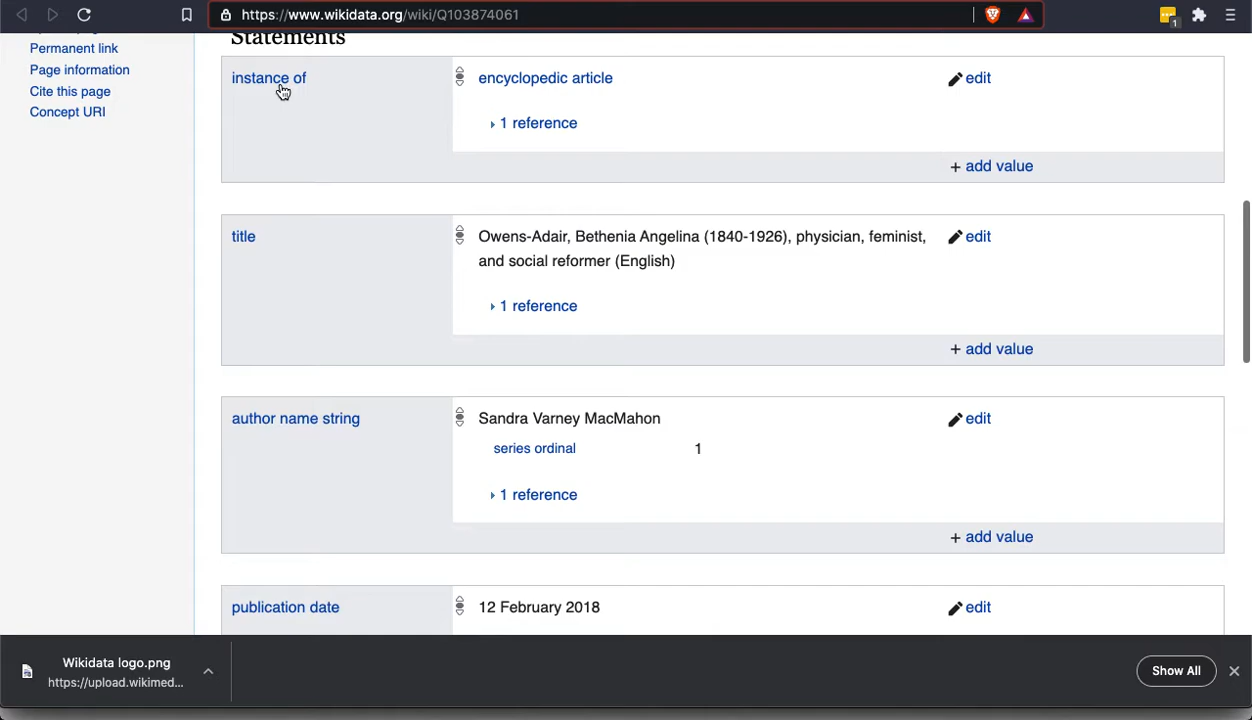 https://www.wikidata.org/wiki/Q103874061
1
Permanent link
Page information
Cite this page
Concept URI
Statements
instance of
encyclopedic article
edit
1 reference
+ add value
title
Owens-Adair, Bethenia Angelina (1840-1926), physician, feminist,
and social reformer (English)
edit
1 reference
+ add value
author name string
Sandra Varney MacMahon
edit
series ordinal 1
1 reference
+ add value
publication date
12 February 2018
edit
Wikidata logo.png
https://upload.wikimed...
Show All